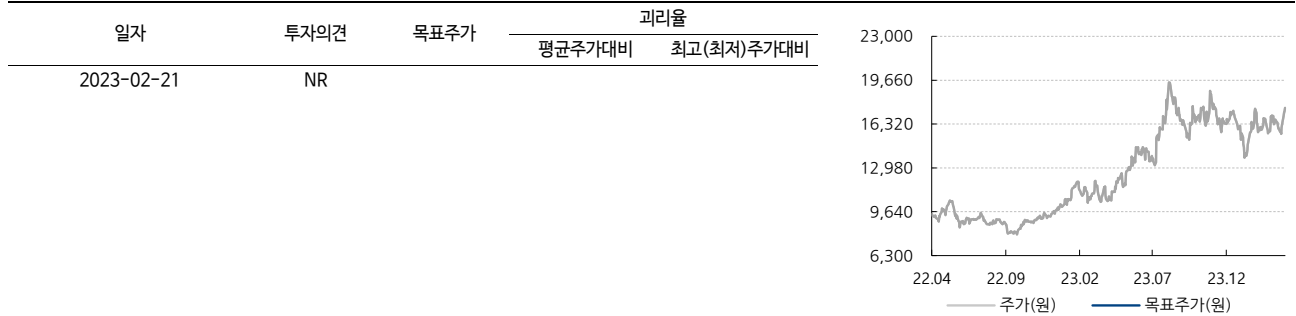 일자 투자의견 목표주가 괴리율
평균주가대비 최고(최저)주가대비
2023-02-21 NR
23,000
19,660
16,320
12,980
9,640
6,300
22.04 22.09 23.02 23.07 23.12
주가(원) 목표주가(원)